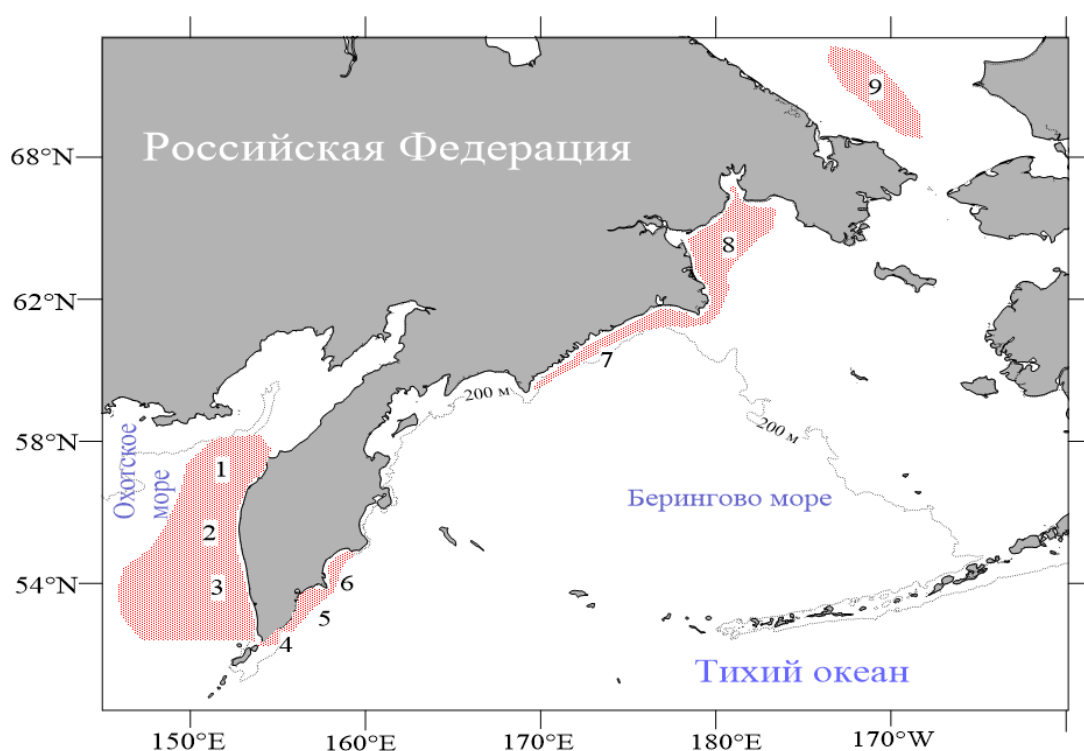 9
Российская Федерация
68°N
8
62°N
7
200 м
200 м
58°N
Охотское
море
1
2
Берингово море
3
54°N
6
5
4
Тихий океан
150°E
160°E
170°E
180°E
170°W